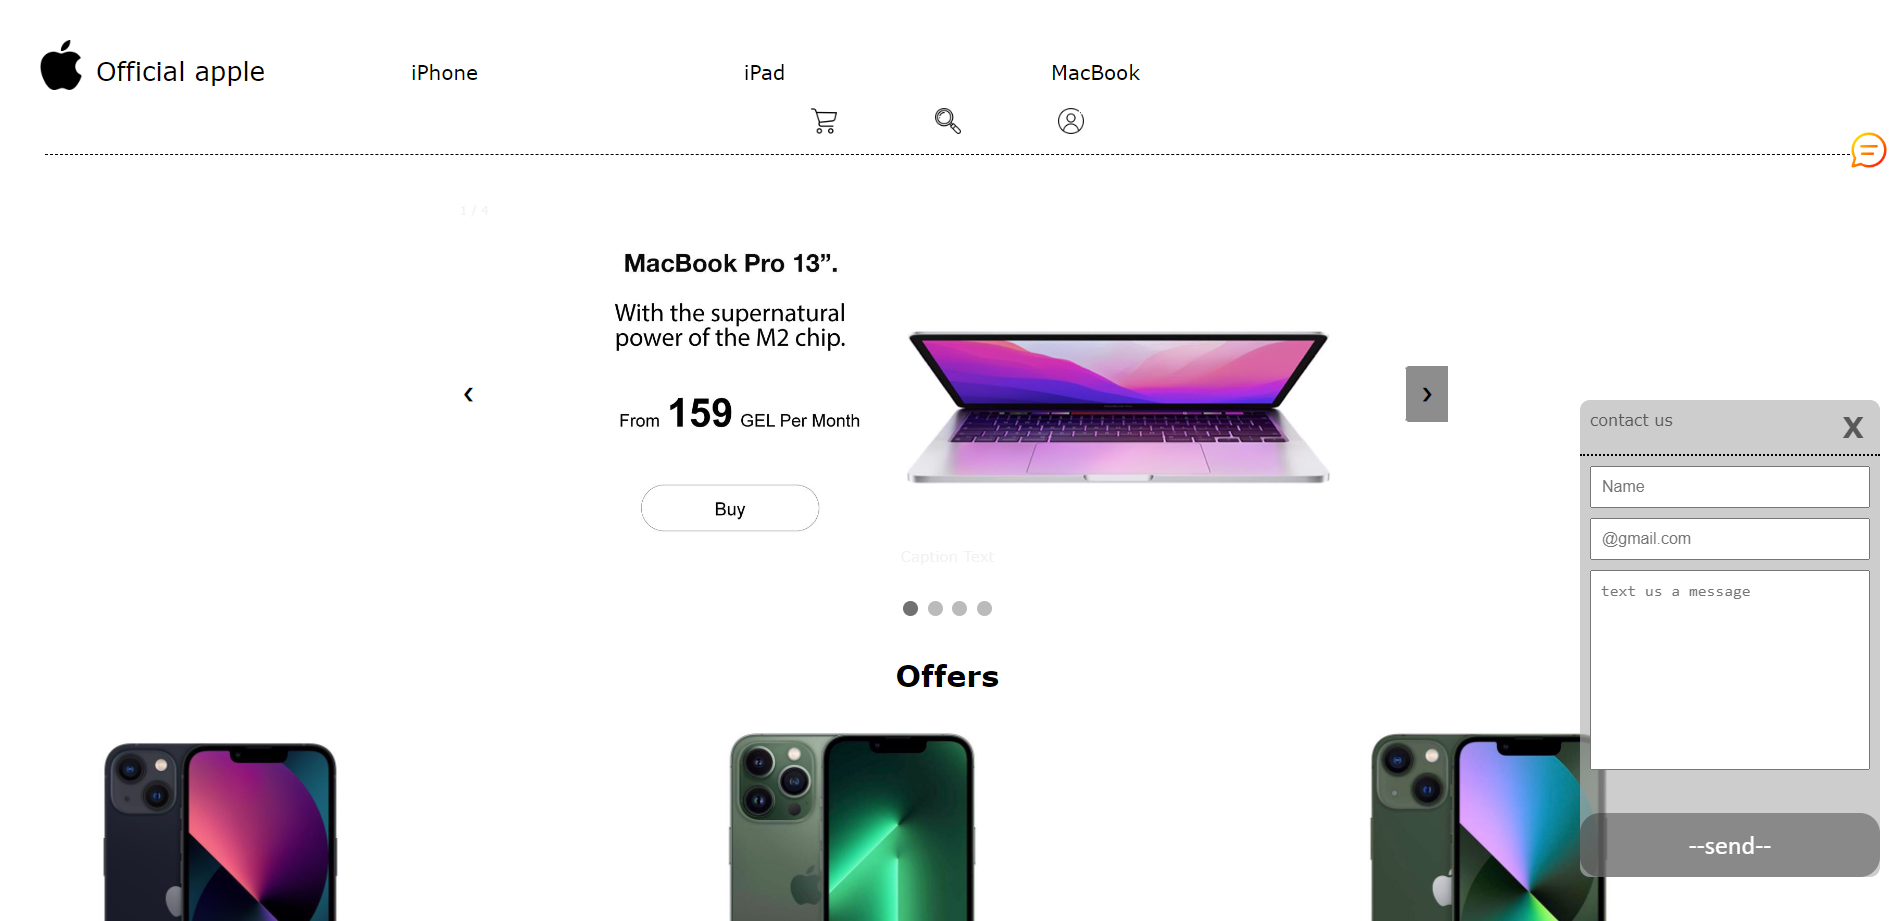 Official apple
iPhone
iPad
MacBook
1 / 4
MacBook Pro 13”.
With the supernatural
power of the M2 chip.
From 159 GEL Per Month
Buy
❮
❯
Caption Text
Offers
contact us
X
Name
@gmail.com
text us a message
--send--